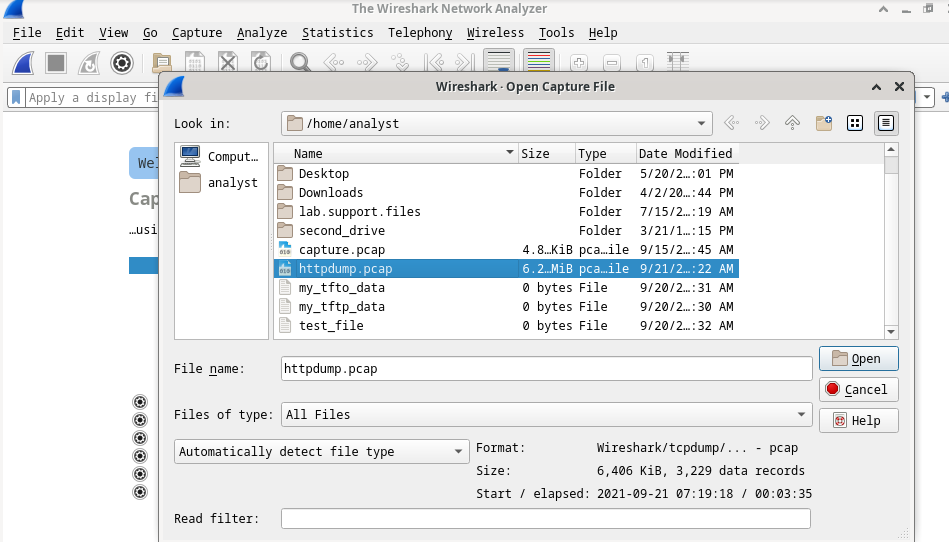 The Wireshark Network Analyzer
File Edit View Go Capture Analyze Statistics Telephony Wireless Tools Help
Apply a display fi
Wel
Cap
…usi
Wireshark · Open Capture File
Look in: /home/analyst
Comput…
analyst
Name Size Type Date Modified
Desktop Folder 5/20/2…:01 PM
Downloads Folder 4/2/20…:44 PM
lab.support.files Folder 7/15/2…:19 AM
second_drive Folder 3/21/1…:15 PM
capture.pcap 4.8…KiB pca…ile 9/15/2…:45 AM
httpdump.pcap 6.2…MiB pca…ile 9/21/2…:22 AM
my_tfto_data 0 bytes File 9/20/2…:31 AM
my_tftp_data 0 bytes File 9/20/2…:30 AM
test_file 0 bytes File 9/20/2…:32 AM
File name: httpdump.pcap
Open
Cancel
Files of type: All Files
Help
Automatically detect file type
Format: Wireshark/tcpdump/... - pcap
Size: 6,406 KiB, 3,229 data records
Start / elapsed: 2021-09-21 07:19:18 / 00:03:35
Read filter: